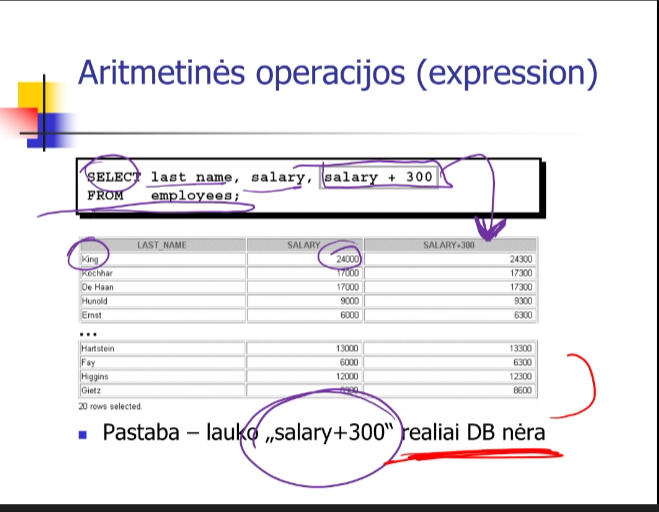 Aritmetinės operacijos (expression)
SELECT last name, salary, salary + 300
FROM employees;
LAST_NAME SALARY SALARY+300
King 24000 24300
Kochhar 17000 17300
De Haan 17000 17300
Hunold 9000 9300
Ernst 6000 6300
...
Hartstein 13000 13300
Fay 6000 6300
Higgins 12000 12300
Gietz 8600
20 rows selected.
Pastaba – lauko „salary+300“ realiai DB nėra